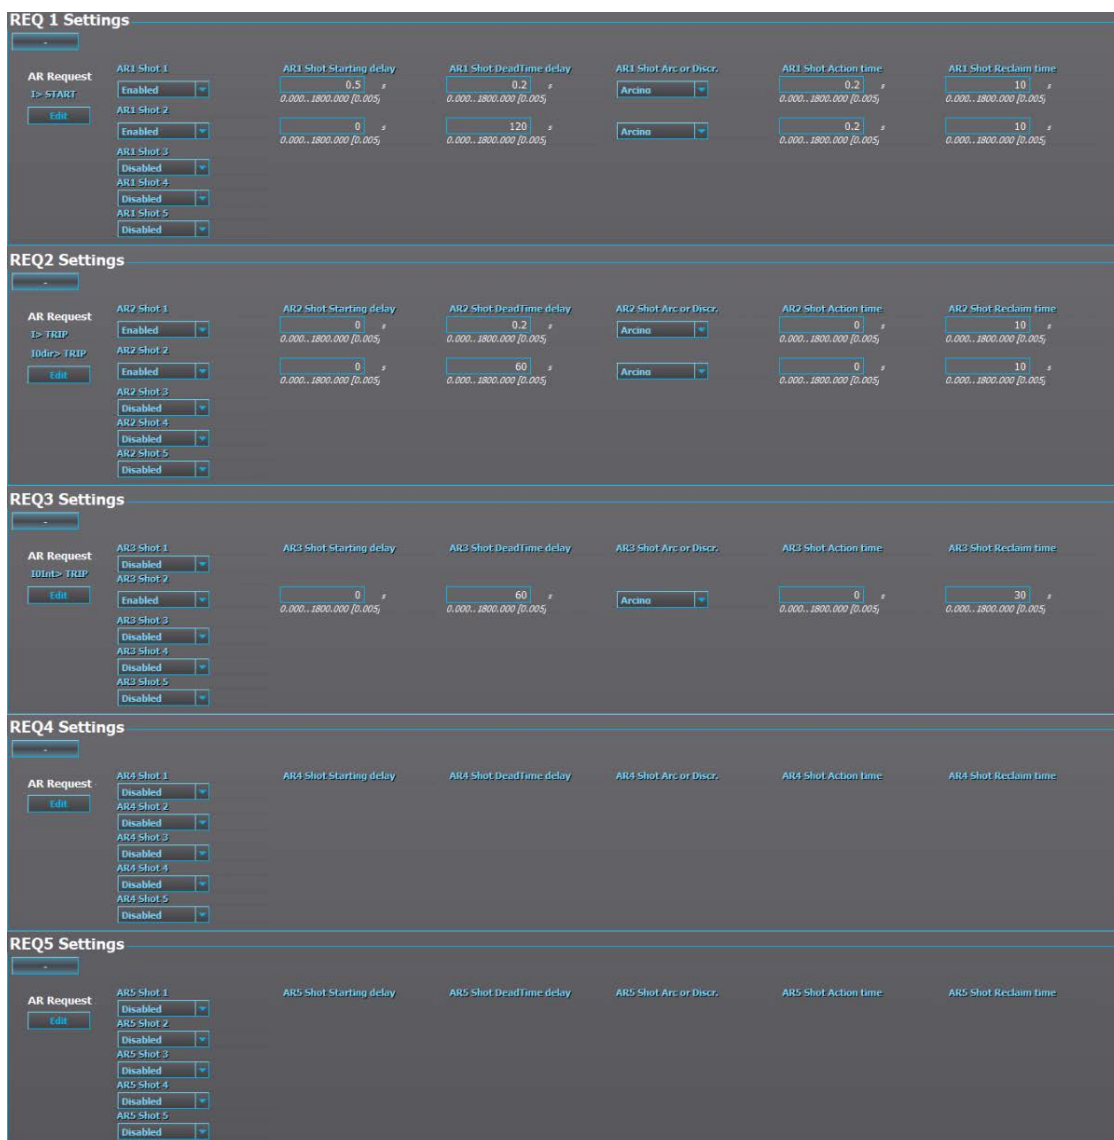 REQ 1 Settings
-
AR1 Shot 1 AR1 Shot Starting delay AR1 Shot DeadTime delay AR1 Shot Arc or Discr. AR1 Shot Action time AR1 Shot Reclaim time
AR Request
Enabled 0.5 s 0.2 s Arcing 0.2 s 10 s
I> START
0.000..1800.000 [0.005] 0.000..1800.000 [0.005] 0.000..1800.000 [0.005] 0.000..1800.000 [0.005]
Edit
AR1 Shot 2
Enabled 0 s 120 s Arcing 0.2 s 10 s
0.000..1800.000 [0.005] 0.000..1800.000 [0.005] 0.000..1800.000 [0.005] 0.000..1800.000 [0.005]
AR1 Shot 3
Disabled
AR1 Shot 4
Disabled
AR1 Shot 5
Disabled
REQ2 Settings
-
AR2 Shot 1 AR2 Shot Starting delay AR2 Shot DeadTime delay AR2 Shot Arc or Discr. AR2 Shot Action time AR2 Shot Reclaim time
AR Request
Enabled 0 s 0.2 s Arcing 0 s 10 s
I> TRIP
0.000..1800.000 [0.005] 0.000..1800.000 [0.005] 0.000..1800.000 [0.005] 0.000..1800.000 [0.005]
I0dir> TRIP
AR2 Shot 2
Edit
Enabled 0 s 60 s Arcing 0 s 10 s
0.000..1800.000 [0.005] 0.000..1800.000 [0.005] 0.000..1800.000 [0.005] 0.000..1800.000 [0.005]
AR2 Shot 3
Disabled
AR2 Shot 4
Disabled
AR2 Shot 5
Disabled
REQ3 Settings
-
AR3 Shot 1 AR3 Shot Starting delay AR3 Shot DeadTime delay AR3 Shot Arc or Discr. AR3 Shot Action time AR3 Shot Reclaim time
AR Request
Disabled
I0Int> TRIP
AR3 Shot 2
Edit
Enabled 0 s 60 s Arcing 0 s 30 s
0.000..1800.000 [0.005] 0.000..1800.000 [0.005] 0.000..1800.000 [0.005] 0.000..1800.000 [0.005]
AR3 Shot 3
Disabled
AR3 Shot 4
Disabled
AR3 Shot 5
Disabled
REQ4 Settings
-
AR4 Shot 1 AR4 Shot Starting delay AR4 Shot DeadTime delay AR4 Shot Arc or Discr. AR4 Shot Action time AR4 Shot Reclaim time
AR Request
Disabled
Edit
AR4 Shot 2
Disabled
AR4 Shot 3
Disabled
AR4 Shot 4
Disabled
AR4 Shot 5
Disabled
REQ5 Settings
-
AR5 Shot 1 AR5 Shot Starting delay AR5 Shot DeadTime delay AR5 Shot Arc or Discr. AR5 Shot Action time AR5 Shot Reclaim time
AR Request
Disabled
Edit
AR5 Shot 2
Disabled
AR5 Shot 3
Disabled
AR5 Shot 4
Disabled
AR5 Shot 5
Disabled